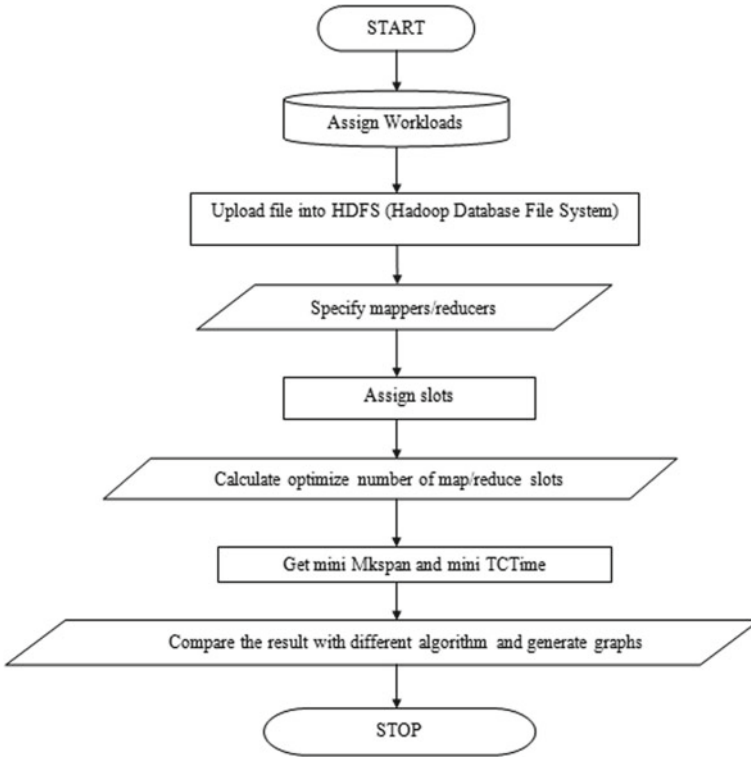 START
Assign Workloads
Upload file into HDFS (Hadoop Database File System)
Specify mappers/reducers
Assign slots
Calculate optimize number of map/reduce slots
Get mini Mkspan and mini TCTime
Compare the result with different algorithm and generate graphs
STOP